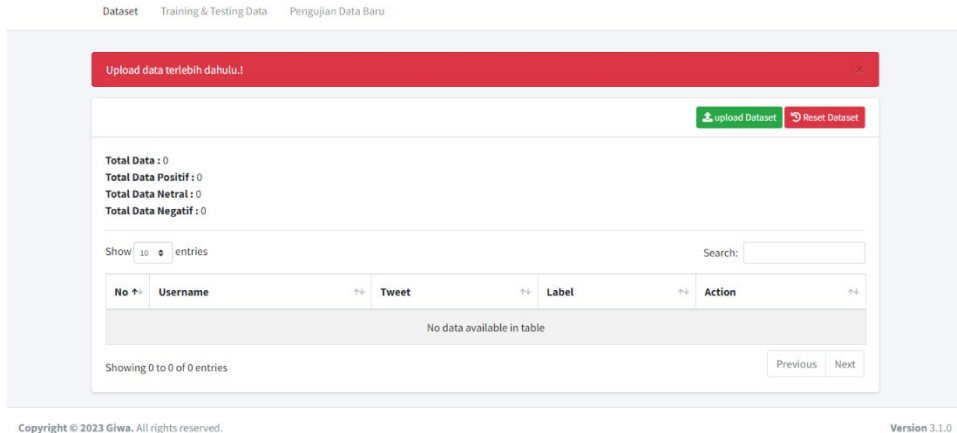 Dataset Training & Testing Data Pengujian Data Baru
Upload data terlebih dahulu.! ×
upload Dataset Reset Dataset
Total Data : 0
Total Data Positif : 0
Total Data Netral : 0
Total Data Negatif : 0
Show 10 entries Search:
No Username Tweet Label Action
No data available in table
Showing 0 to 0 of 0 entries Previous Next
Copyright © 2023 Giwa. All rights reserved. Version 3.1.0